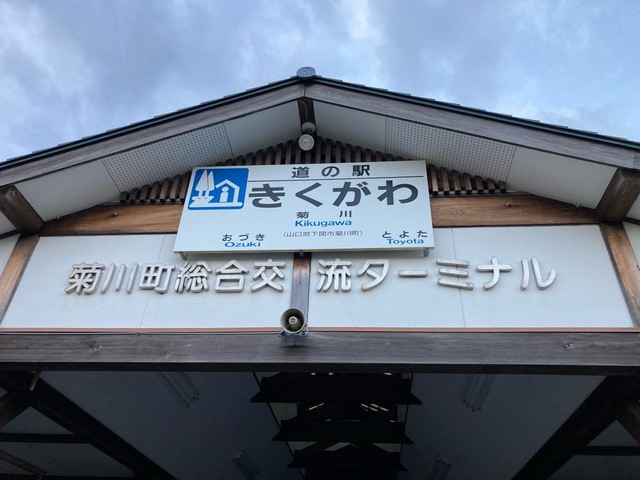 道の駅
きくがわ
菊川
Kikugawa
(山口県下関市菊川町)
おづき とよた
Ozuki Toyota
菊川町総合交流ターミナル